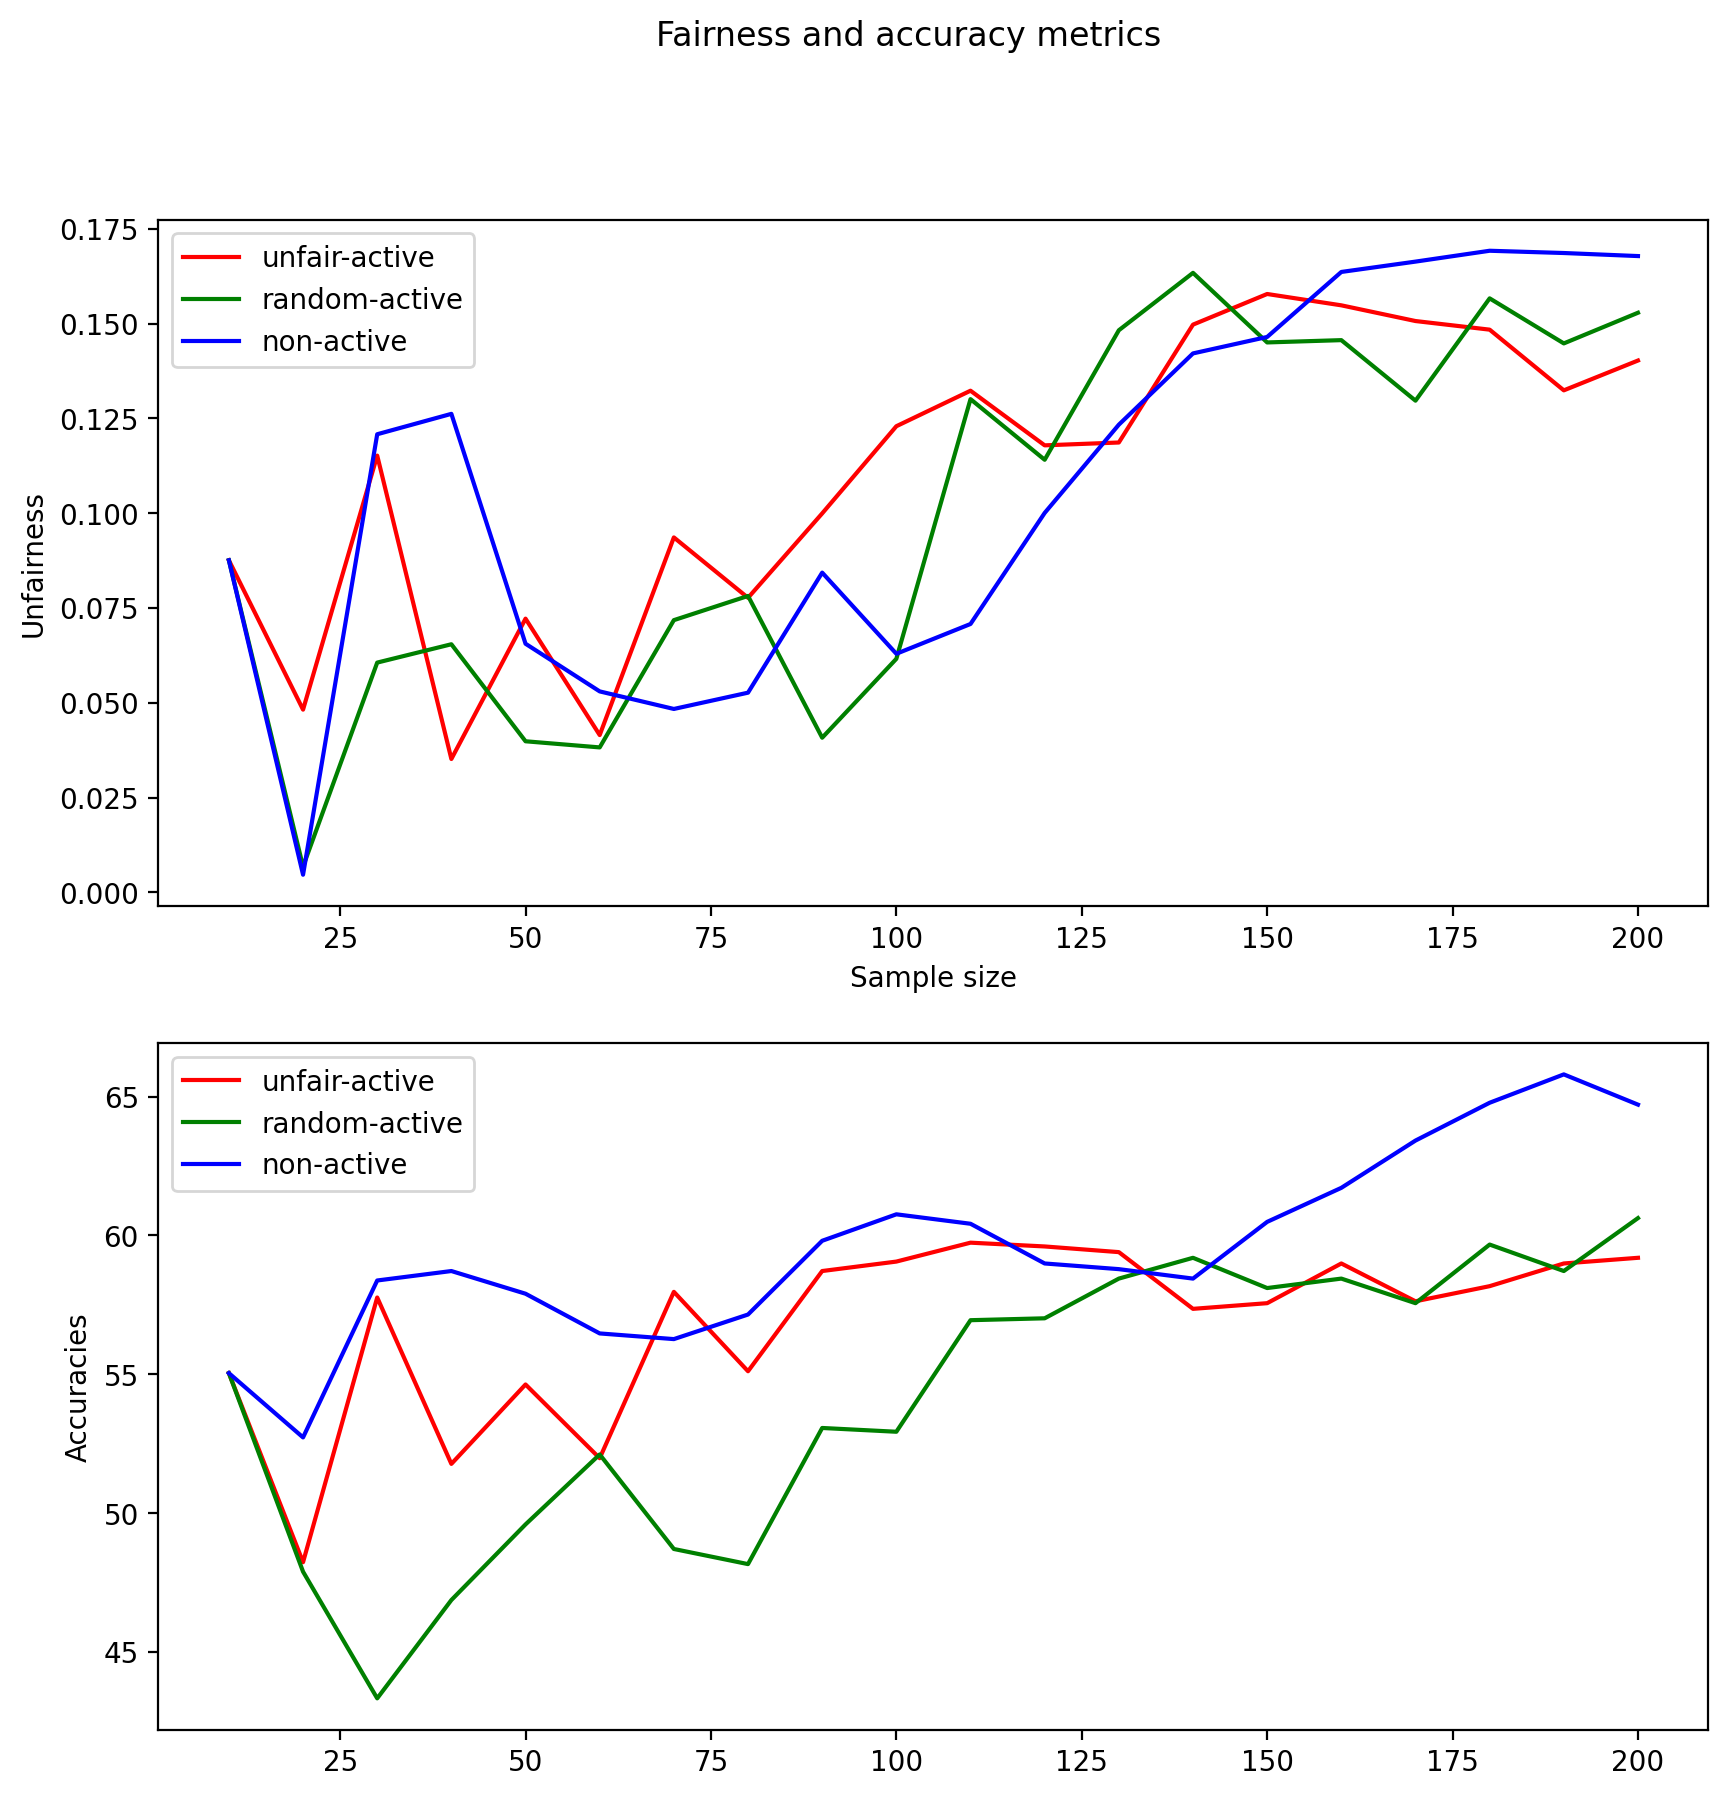 Fairness and accuracy metrics
0.175
0.150
0.125
0.100
0.075
0.050
0.025
0.000
Unfairness
unfair-active
random-active
non-active
25 50 75 100 125 150 175 200
Sample size
65
60
55
50
45
Accuracies
unfair-active
random-active
non-active
25 50 75 100 125 150 175 200